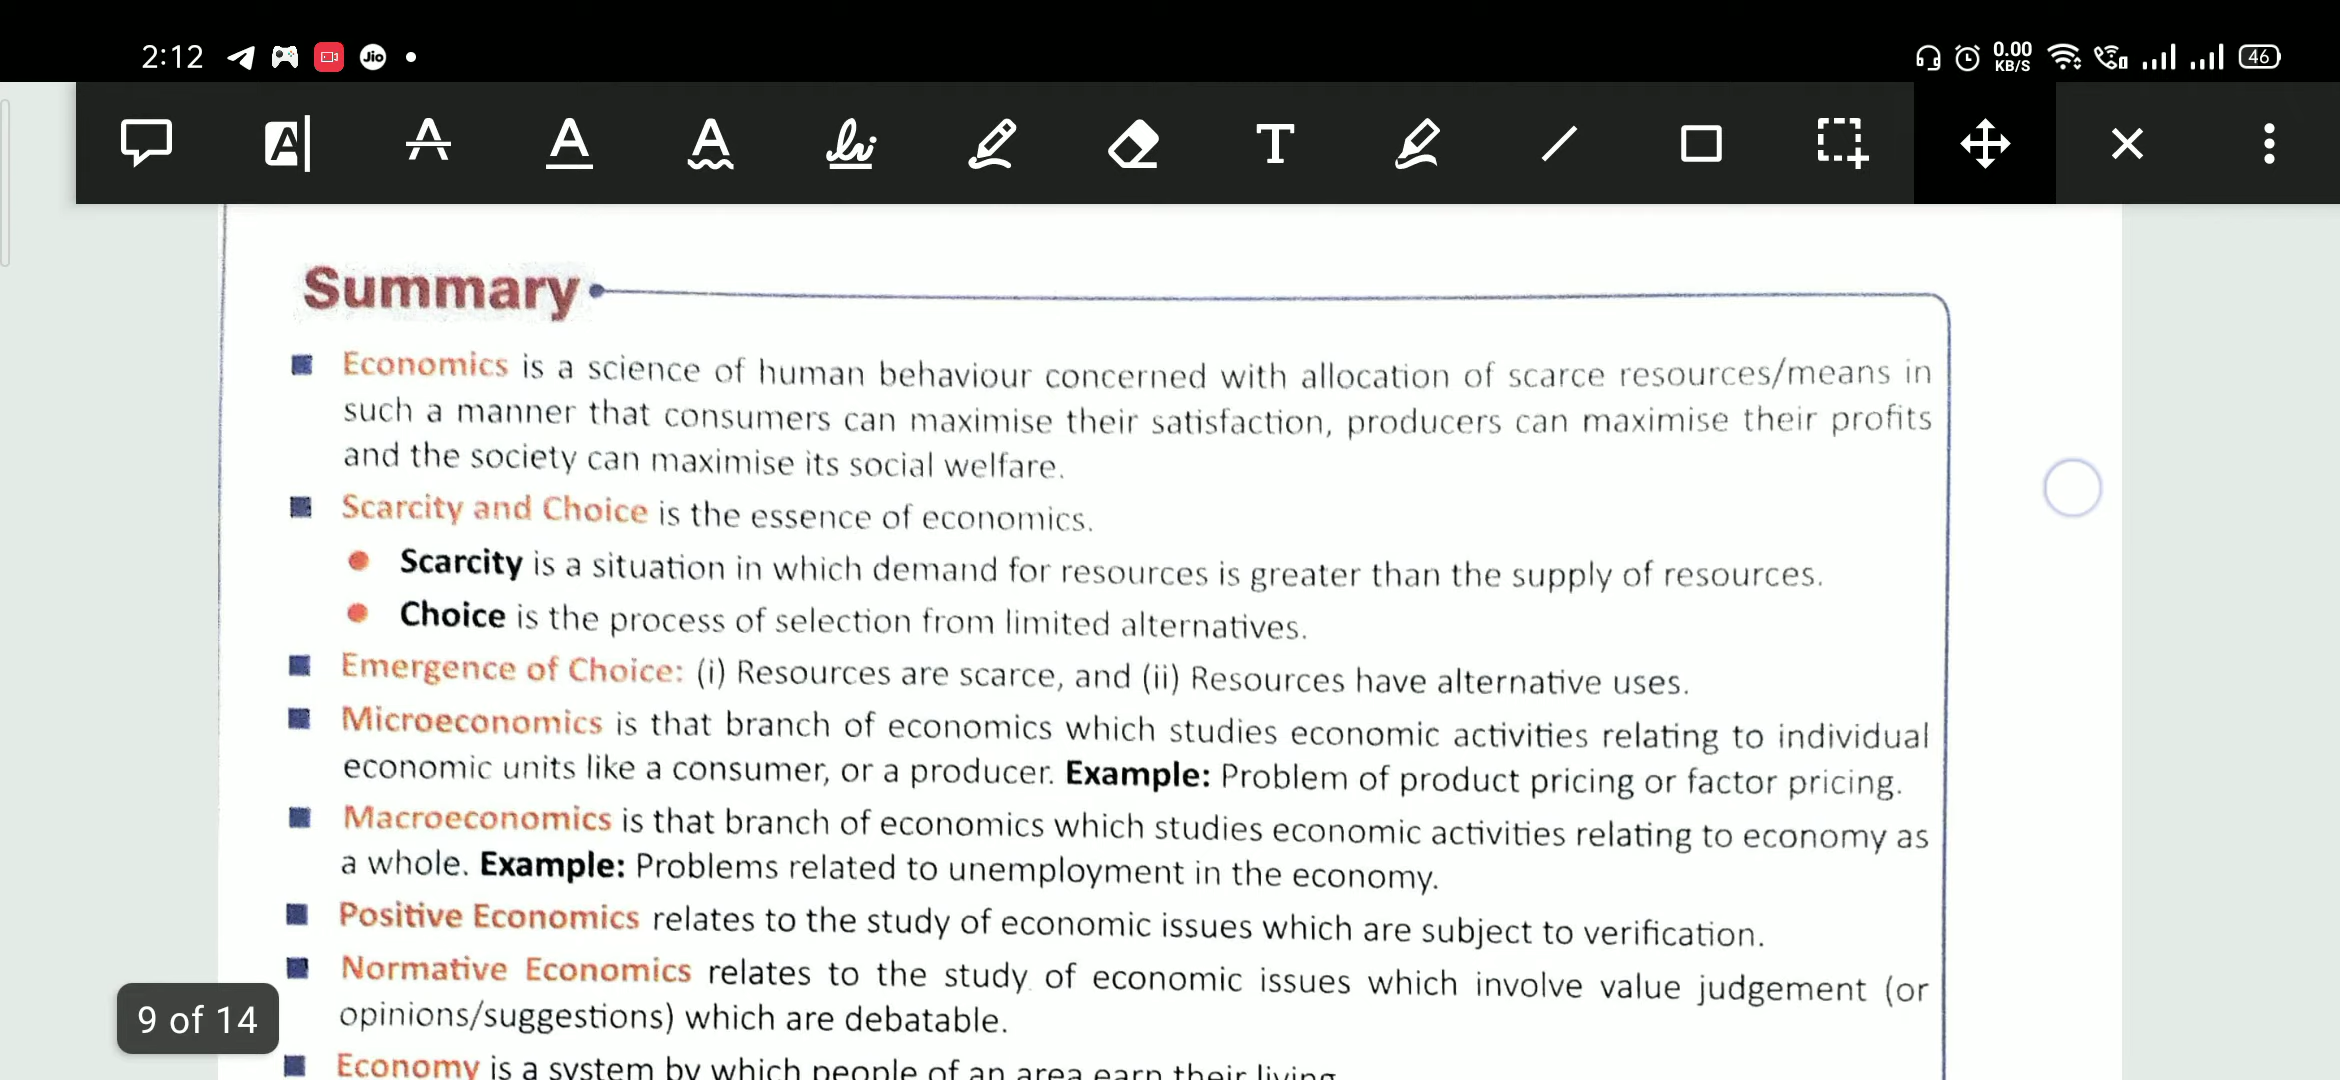 2:12
Jio
0.00
KB/S
46
Summary
Economics is a science of human behaviour concerned with allocation of scarce resources/means in
such a manner that consumers can maximise their satisfaction, producers can maximise their profits
and the society can maximise its social welfare.
Scarcity and Choice is the essence of economics.
Scarcity is a situation in which demand for resources is greater than the supply of resources.
Choice is the process of selection from limited alternatives.
Emergence of Choice: (i) Resources are scarce, and (ii) Resources have alternative uses.
Microeconomics is that branch of economics which studies economic activities relating to individual
economic units like a consumer, or a producer. Example: Problem of product pricing or factor pricing.
Macroeconomics is that branch of economics which studies economic activities relating to economy as
a whole. Example: Problems related to unemployment in the economy.
Positive Economics relates to the study of economic issues which are subject to verification.
Normative Economics relates to the study of economic issues which involve value judgement (or
opinions/suggestions) which are debatable.
9 of 14
Economy is a system by which people of an area earn their living